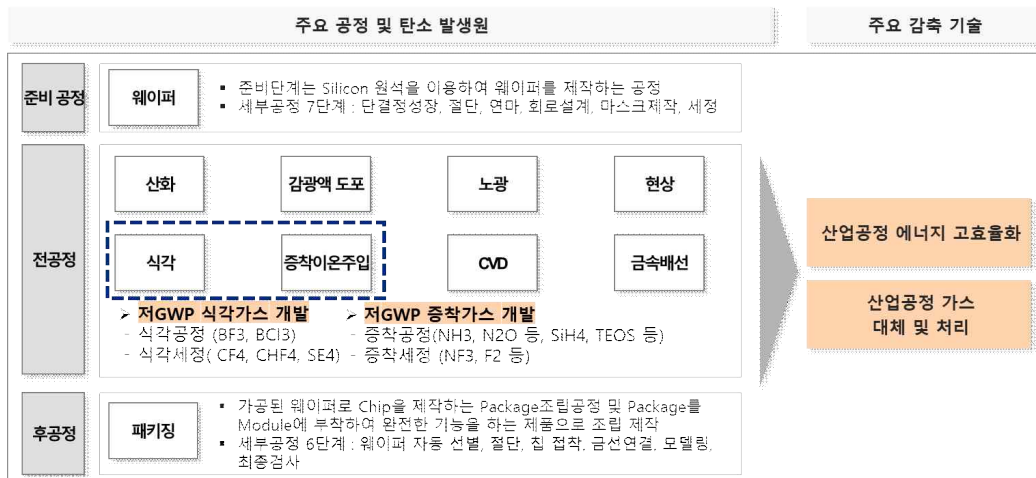 주요 공정 및 탄소 발생원
주요 감축 기술
준비 공정
웨이퍼
▪ 준비단계는 Silicon 원석을 이용하여 웨이퍼를 제작하는 공정
▪ 세부공정 7단계 : 단결정성장, 절단, 연마, 회로설계, 마스크제작, 세정
전공정
산화
감광액 도포
노광
현상
식각
증착이온주입
CVD
금속배선
➢ 저GWP 식각가스 개발
- 식각공정 (BF3, BCl3)
- 식각세정( CF4, CHF4, SE4)
➢ 저GWP 증착가스 개발
- 증착공정(NH3, N2O 등, SiH4, TEOS 등)
- 증착세정 (NF3, F2 등)
산업공정 에너지 고효율화
산업공정 가스
대체 및 처리
후공정
패키징
▪ 가공된 웨이퍼로 Chip을 제작하는 Package조립공정 및 Package를
Module에 부착하여 완전한 기능을 하는 제품으로 조립 제작
▪ 세부공정 6단계 : 웨이퍼 자동 선별, 절단, 칩 접착, 금선연결, 모델링,
최종검사